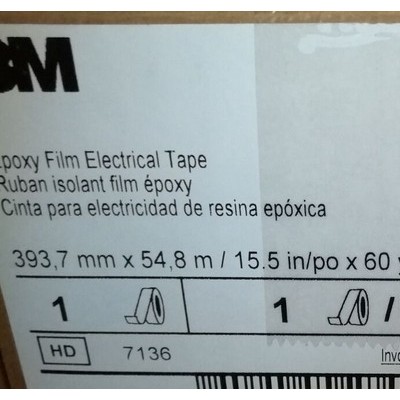 3M
Epoxy Film Electrical Tape
Ruban isolant film époxy
Cinta para electricidad de resina epóxica
393,7 mm x 54,8 m / 15.5 in/po x 60
1 1 /
HD 7136